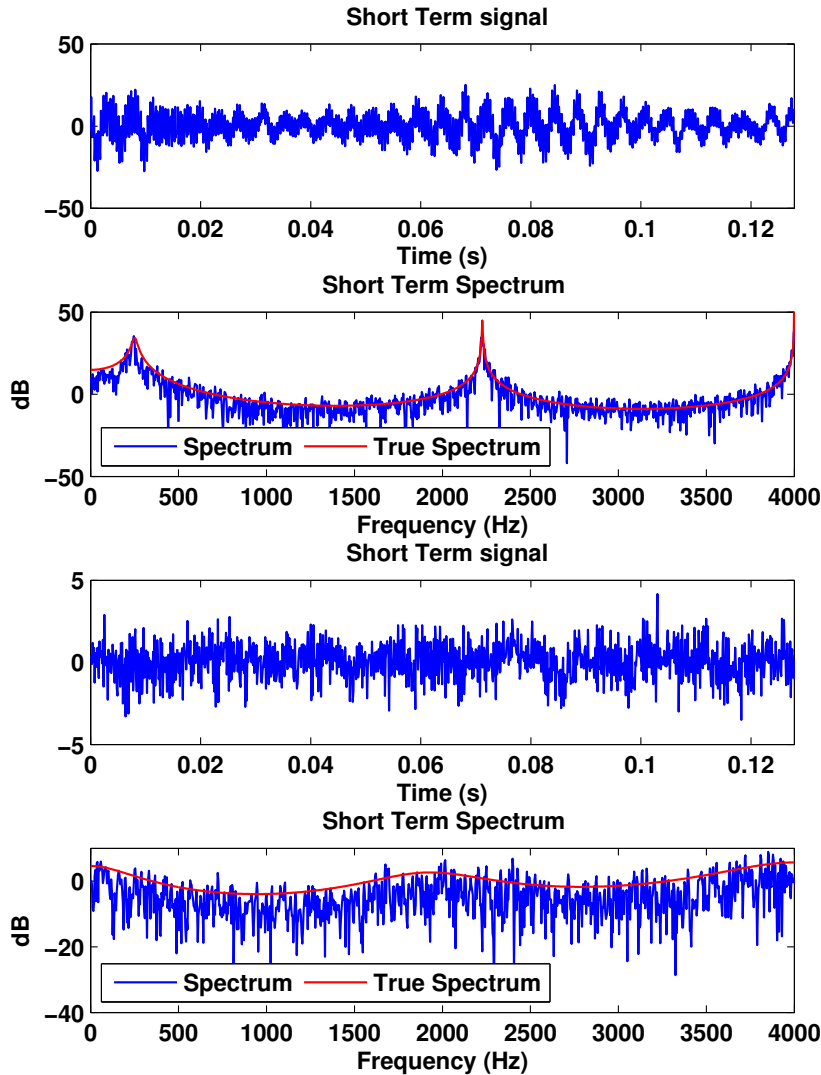 Short Term signal
50
0
−50
0 0.02 0.04 0.06 0.08 0.1 0.12
Time (s)
Short Term Spectrum
50
0
−50
dB
Spectrum True Spectrum
0 500 1000 1500 2000 2500 3000 3500 4000
Frequency (Hz)
Short Term signal
5
0
−5
0 0.02 0.04 0.06 0.08 0.1 0.12
Time (s)
Short Term Spectrum
0
−20
−40
dB
Spectrum True Spectrum
0 500 1000 1500 2000 2500 3000 3500 4000
Frequency (Hz)